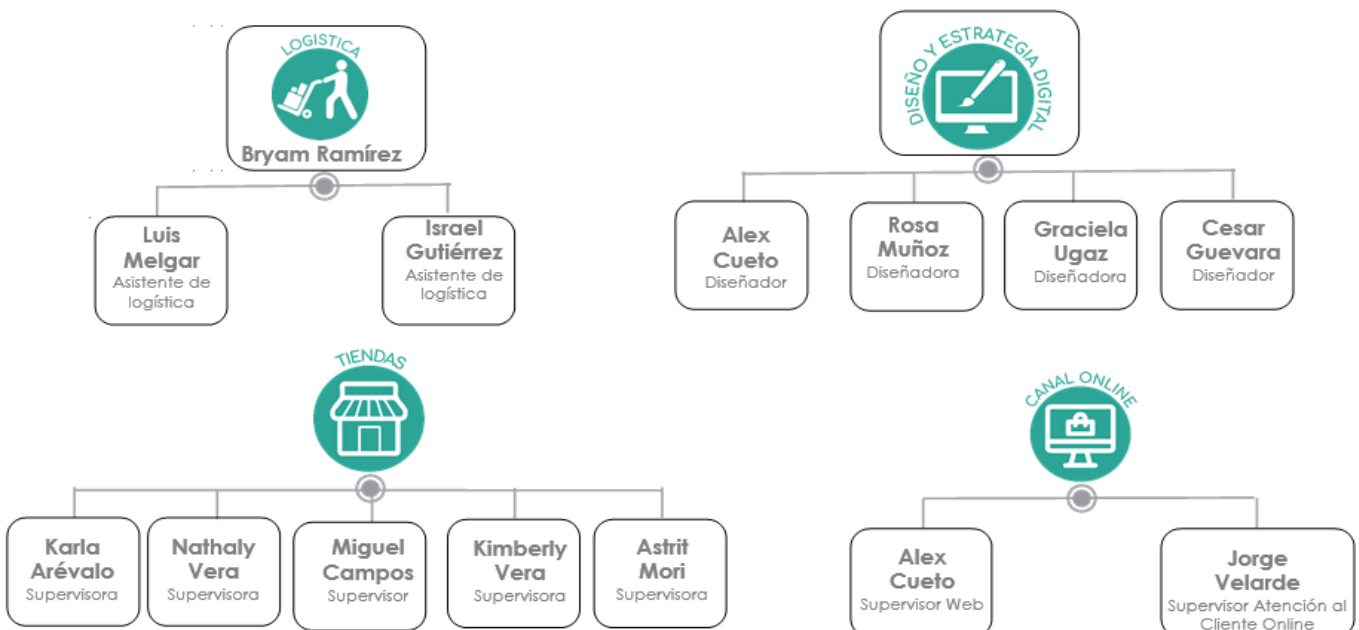 LOGISTICA
Bryam Ramírez
Luis
Melgar
Asistente de
logística
Israel
Gutiérrez
Asistente de
logística
DISEÑO Y ESTRATEGIA DIGITAL
Alex
Cueto
Diseñador
Rosa
Muñoz
Diseñadora
Graciela
Ugaz
Diseñadora
Cesar
Guevara
Diseñador
TIENDAS
Karla
Arévalo
Supervisora
Nathaly
Vera
Supervisora
Miguel
Campos
Supervisor
Kimberly
Vera
Supervisora
Astrit
Mori
Supervisora
CANAL ONLINE
Alex
Cueto
Supervisor Web
Jorge
Velarde
Supervisor Atención al
Cliente Online